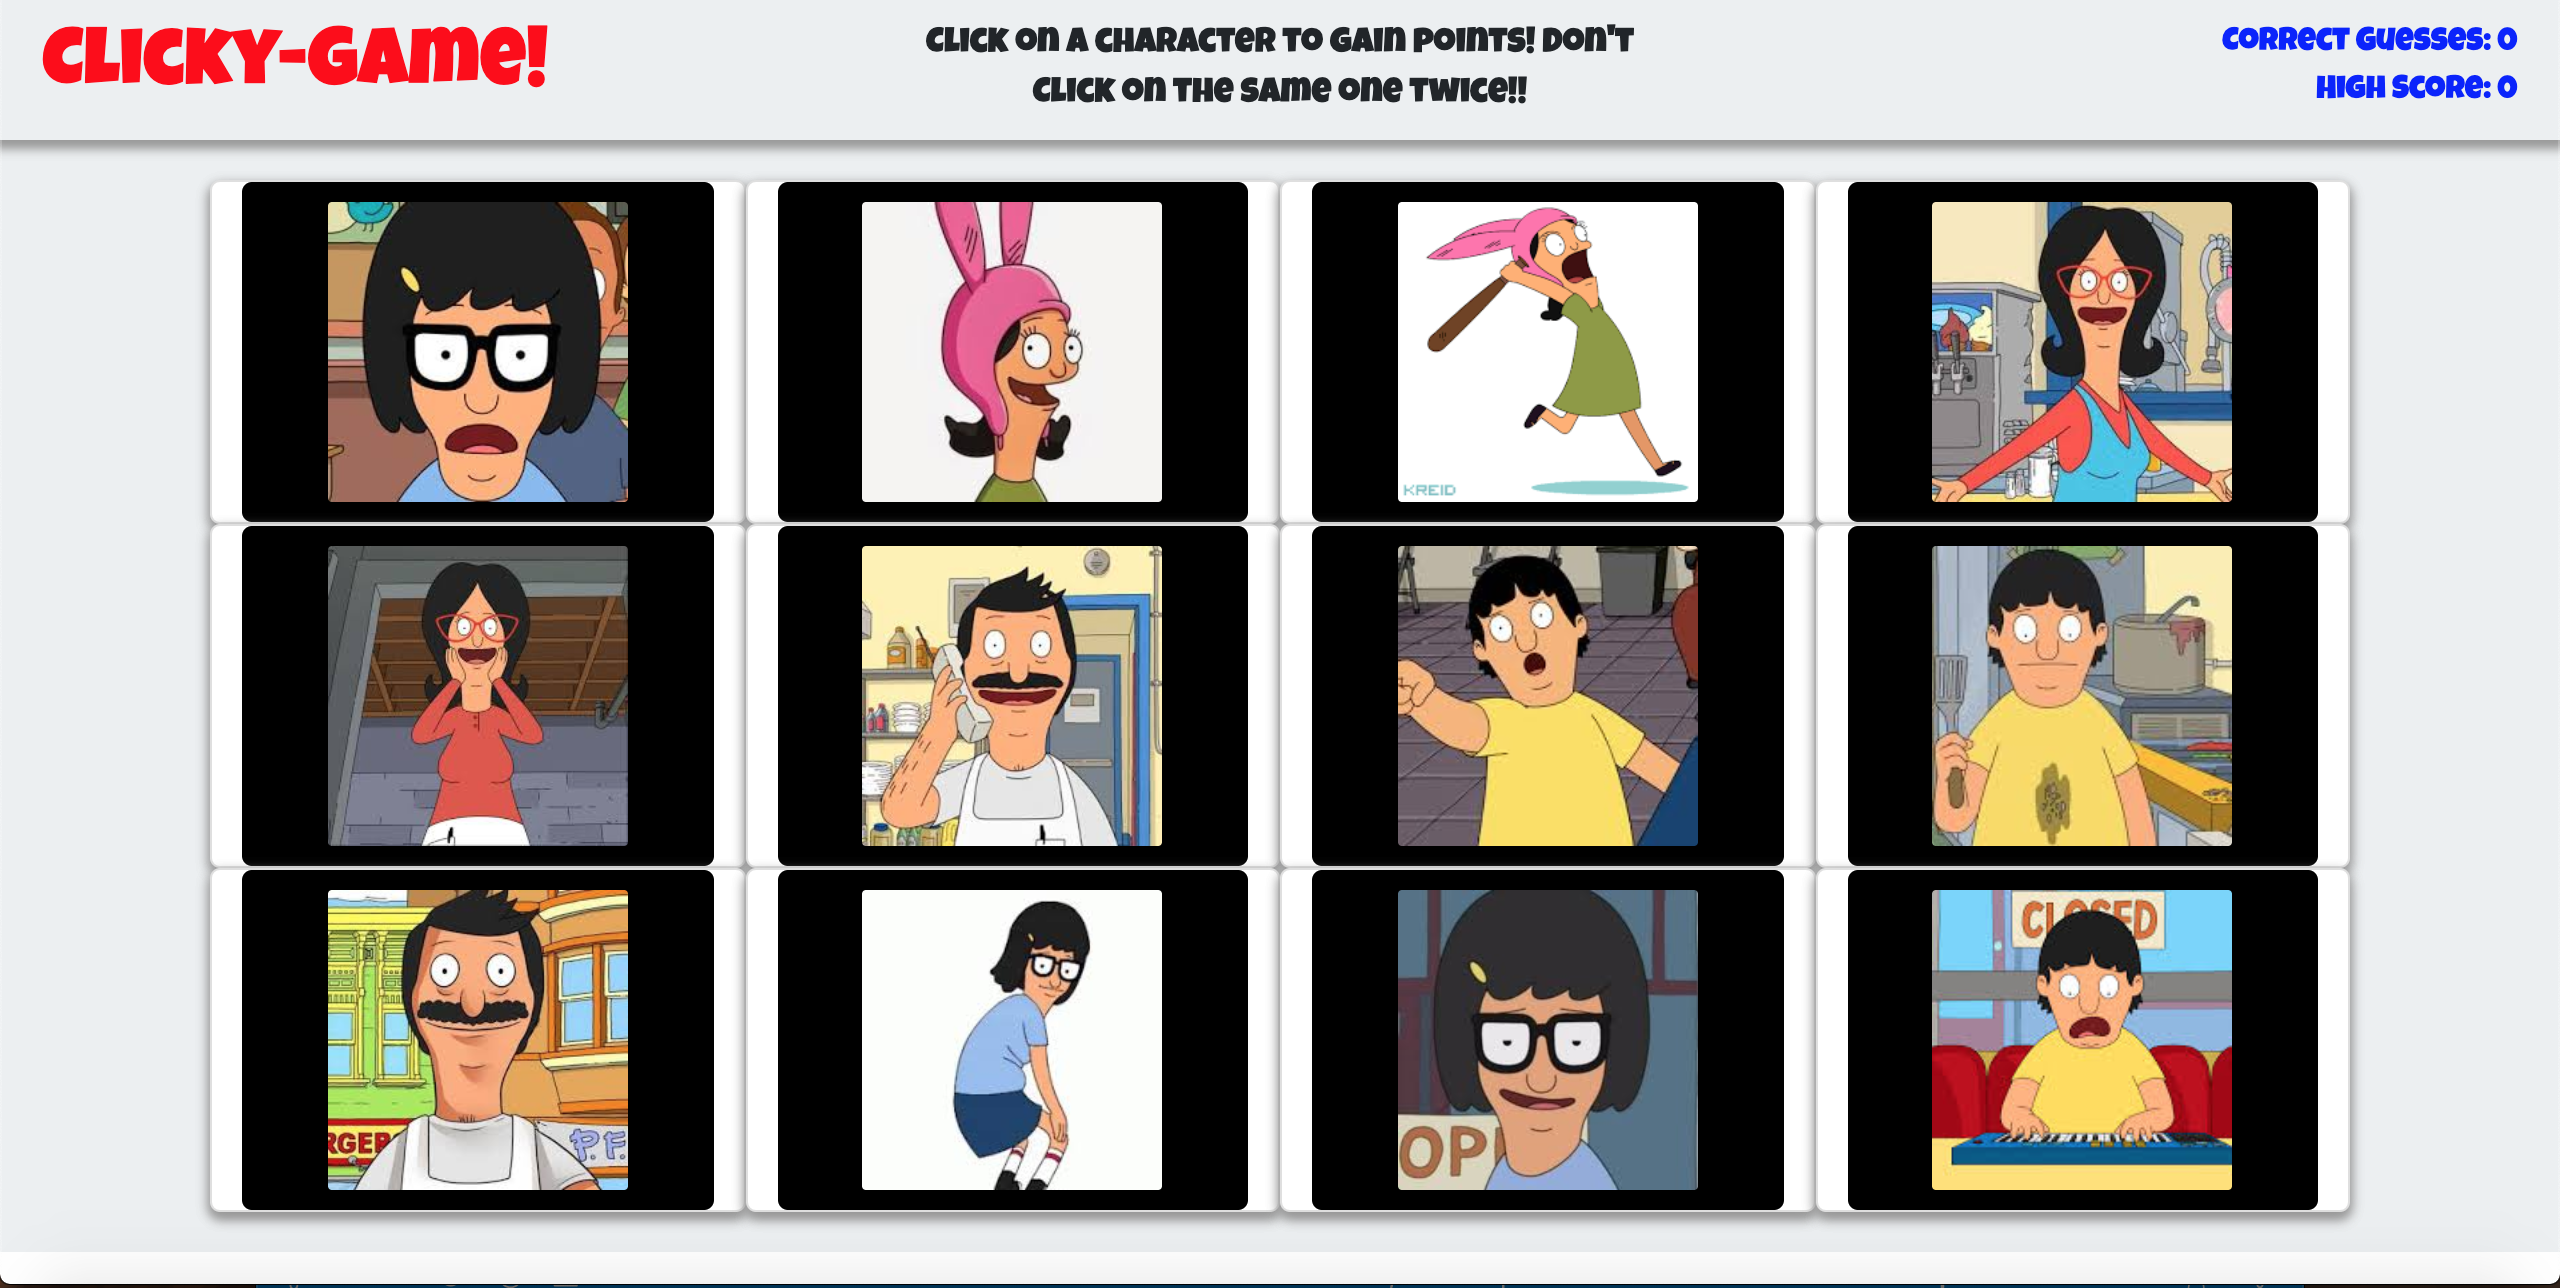 CLICKY-GAME!
CLICK ON A CHARACTER TO GAIN POINTS! DON'T
CLICK ON THE SAME ONE TWICE!!
CORRECT GUESSES: 0
HIGH SCORE: 0
KREID
RGER
P.F.
OP
CLOSED